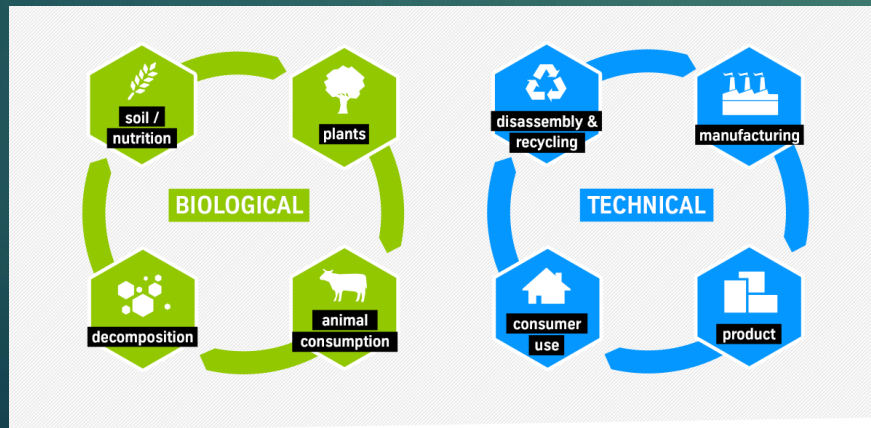 soil /
nutrition
plants
BIOLOGICAL
decomposition
animal
consumption
disassembly &
recycling
manufacturing
TECHNICAL
consumer
use
product